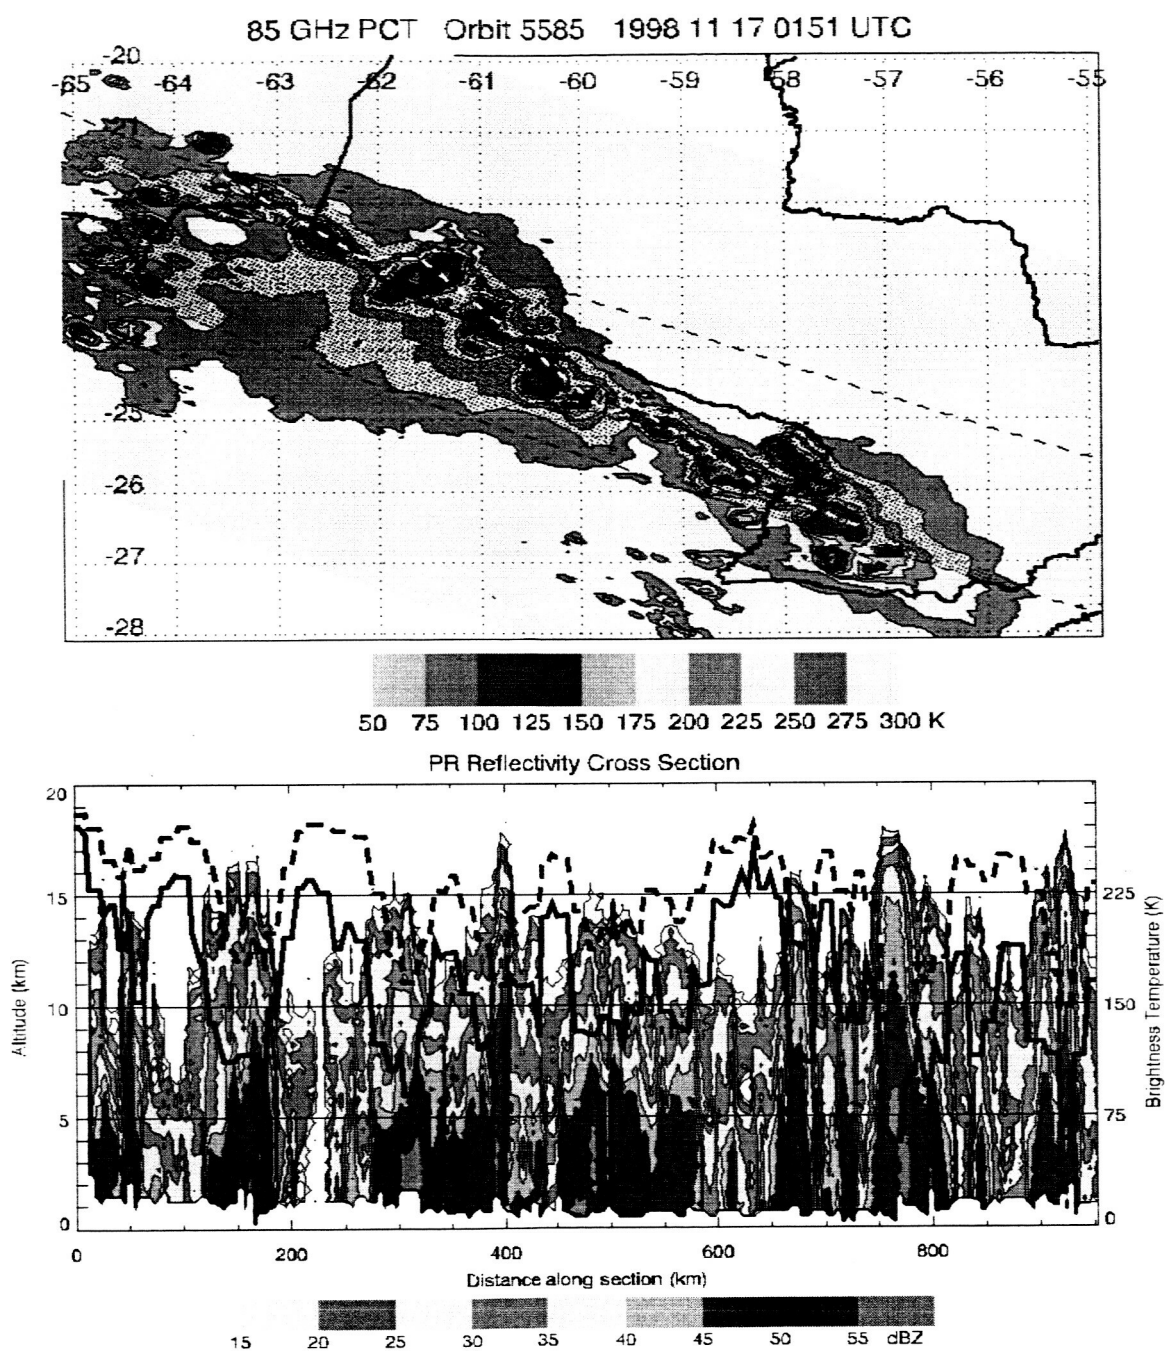 85 GHz PCT Orbit 5585 1998 11 17 0151 UTC
-20
-65 -64 -63 -62 -61 -60 -59 -58 -57 -56 -55
-21
-25
-26
-27
-28
50 75 100 125 150 175 200 225 250 275 300 K
PR Reflectivity Cross Section
20
15
10
5
0
Altitude (km)
225
150
75
0
Brightness Temperature (K)
0 200 400 600 800
Distance along section (km)
15 20 25 30 35 40 45 50 55 dBZ